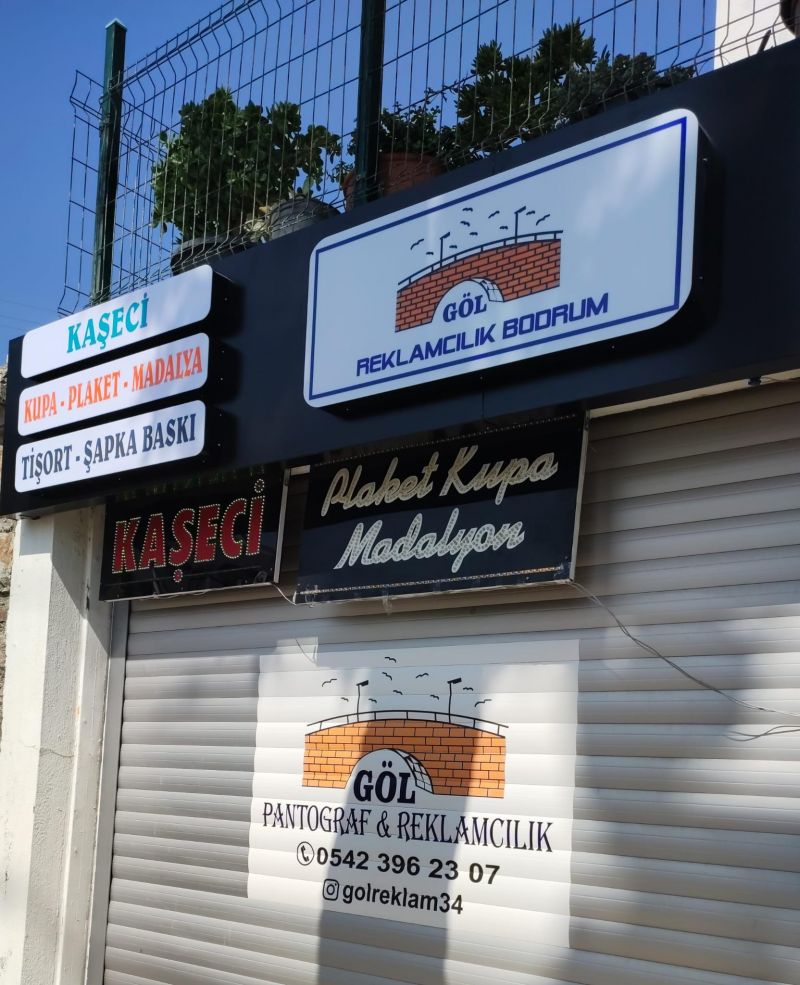 KAŞECİ
KUPA - PLAKET - MADALYA
TİŞORT - ŞAPKA BASKI
GÖL
REKLAMCILIK BODRUM
KAŞECİ
Plaket Kupa
Madalyon
GÖL
PANTOGRAF & REKLAMCILIK
0542 396 23 07
golreklam34